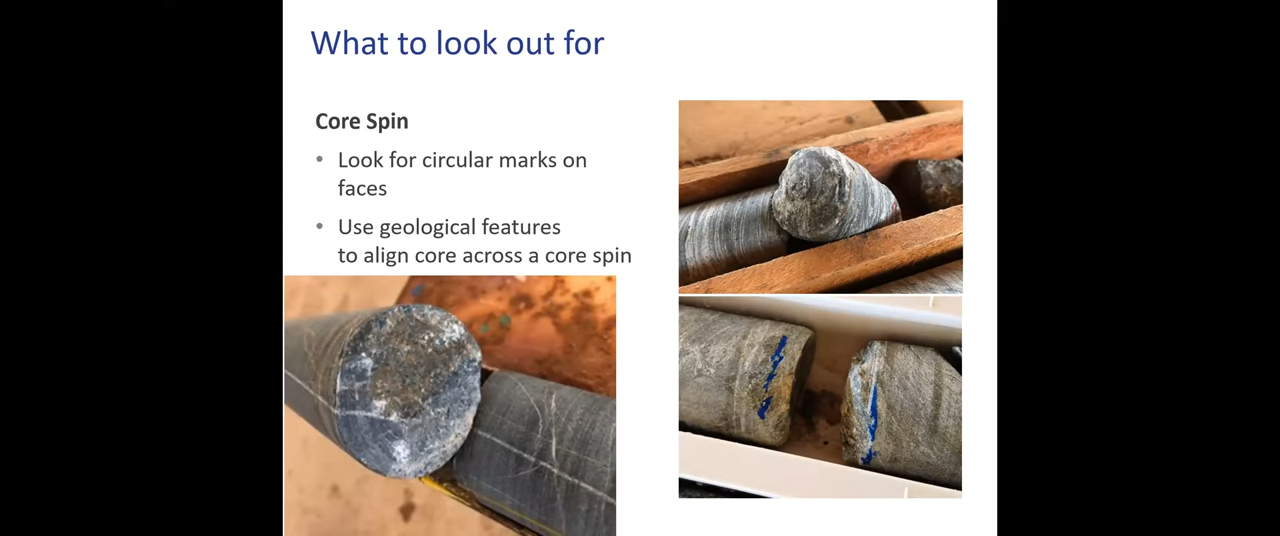 What to look out for
Core Spin
• Look for circular marks on
faces
• Use geological features
to align core across a core spin